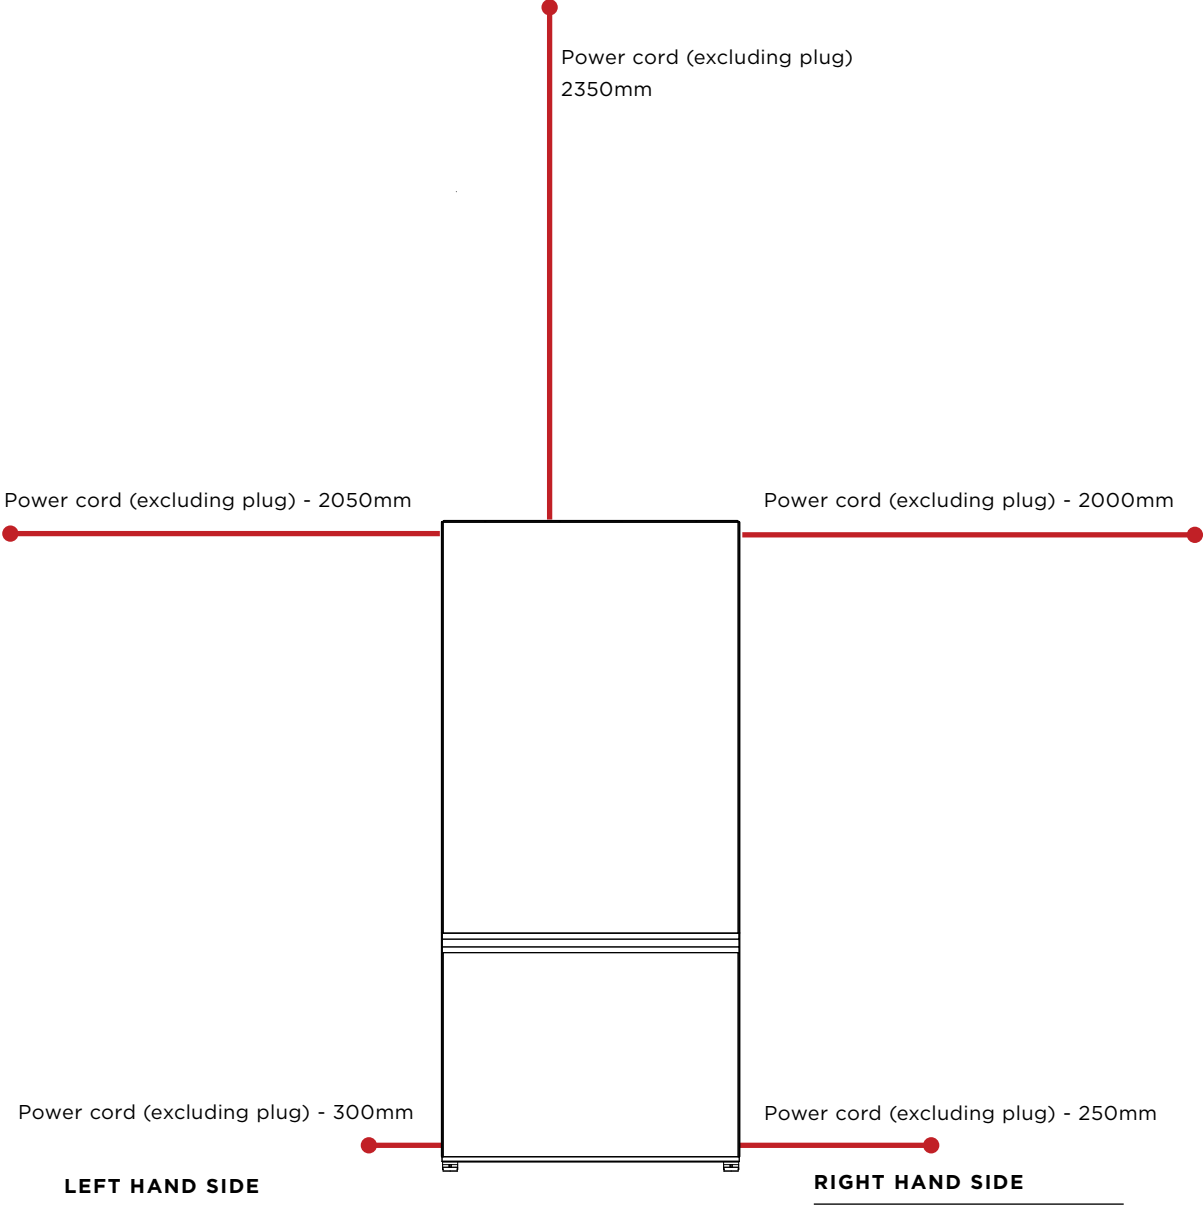 Power cord (excluding plug)
2350mm
Power cord (excluding plug) - 2050mm
Power cord (excluding plug) - 2000mm
Power cord (excluding plug) - 300mm
Power cord (excluding plug) - 250mm
LEFT HAND SIDE
RIGHT HAND SIDE